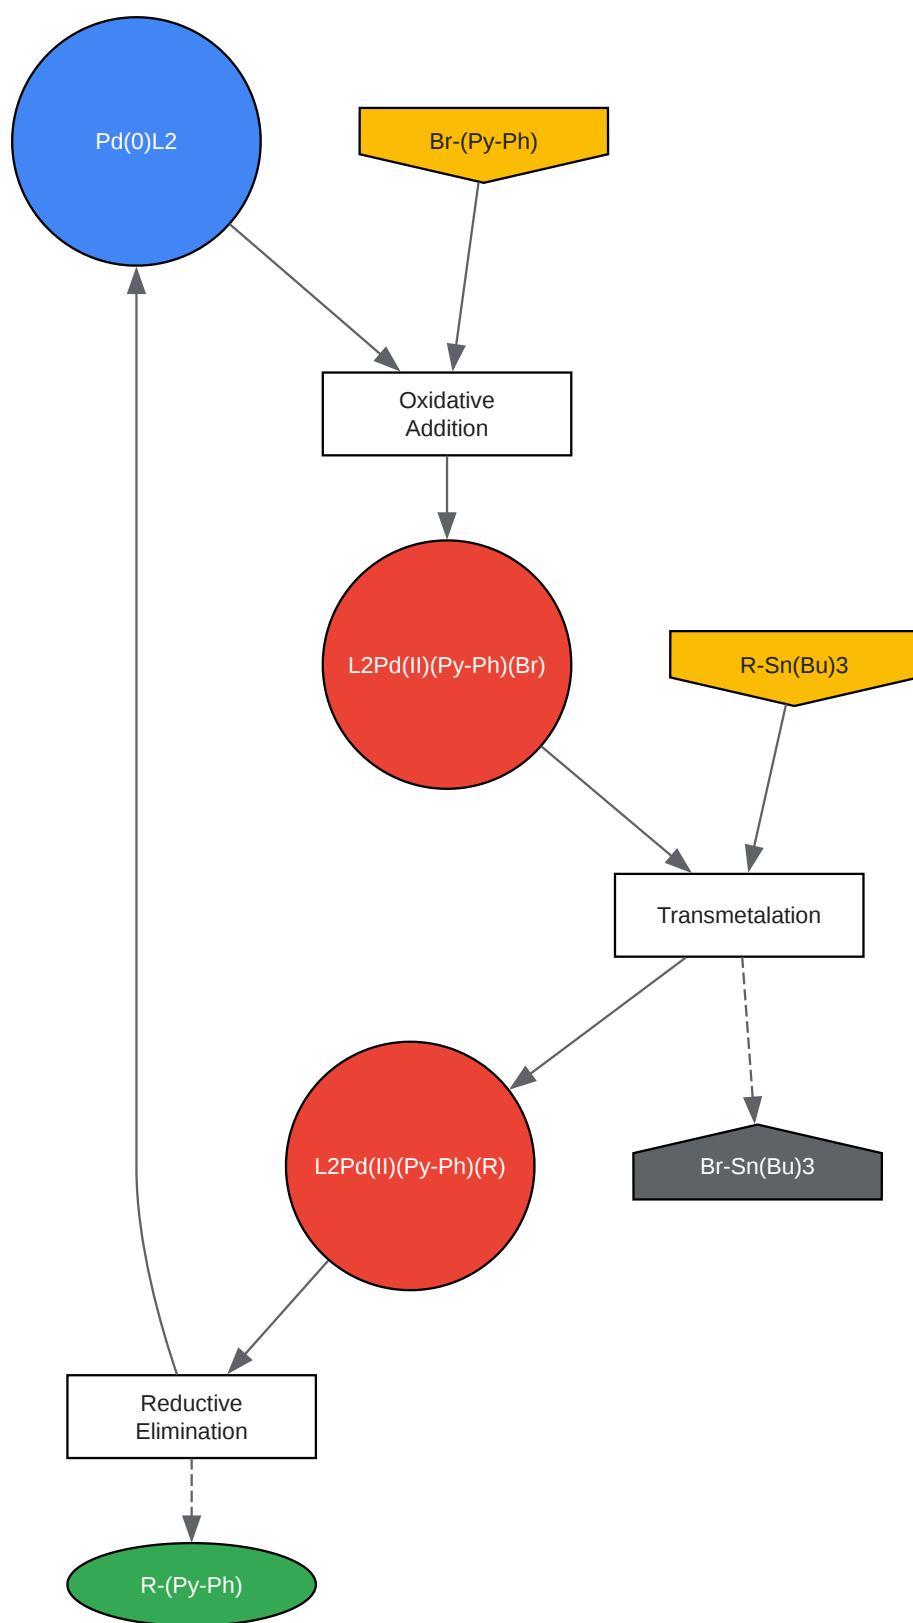 Pd(0)L2
Br-(Py-Ph)
Oxidative
Addition
L2Pd(II)(Py-Ph)(Br)
R-Sn(Bu)3
Transmetalation
L2Pd(II)(Py-Ph)(R)
Br-Sn(Bu)3
Reductive
Elimination
R-(Py-Ph)